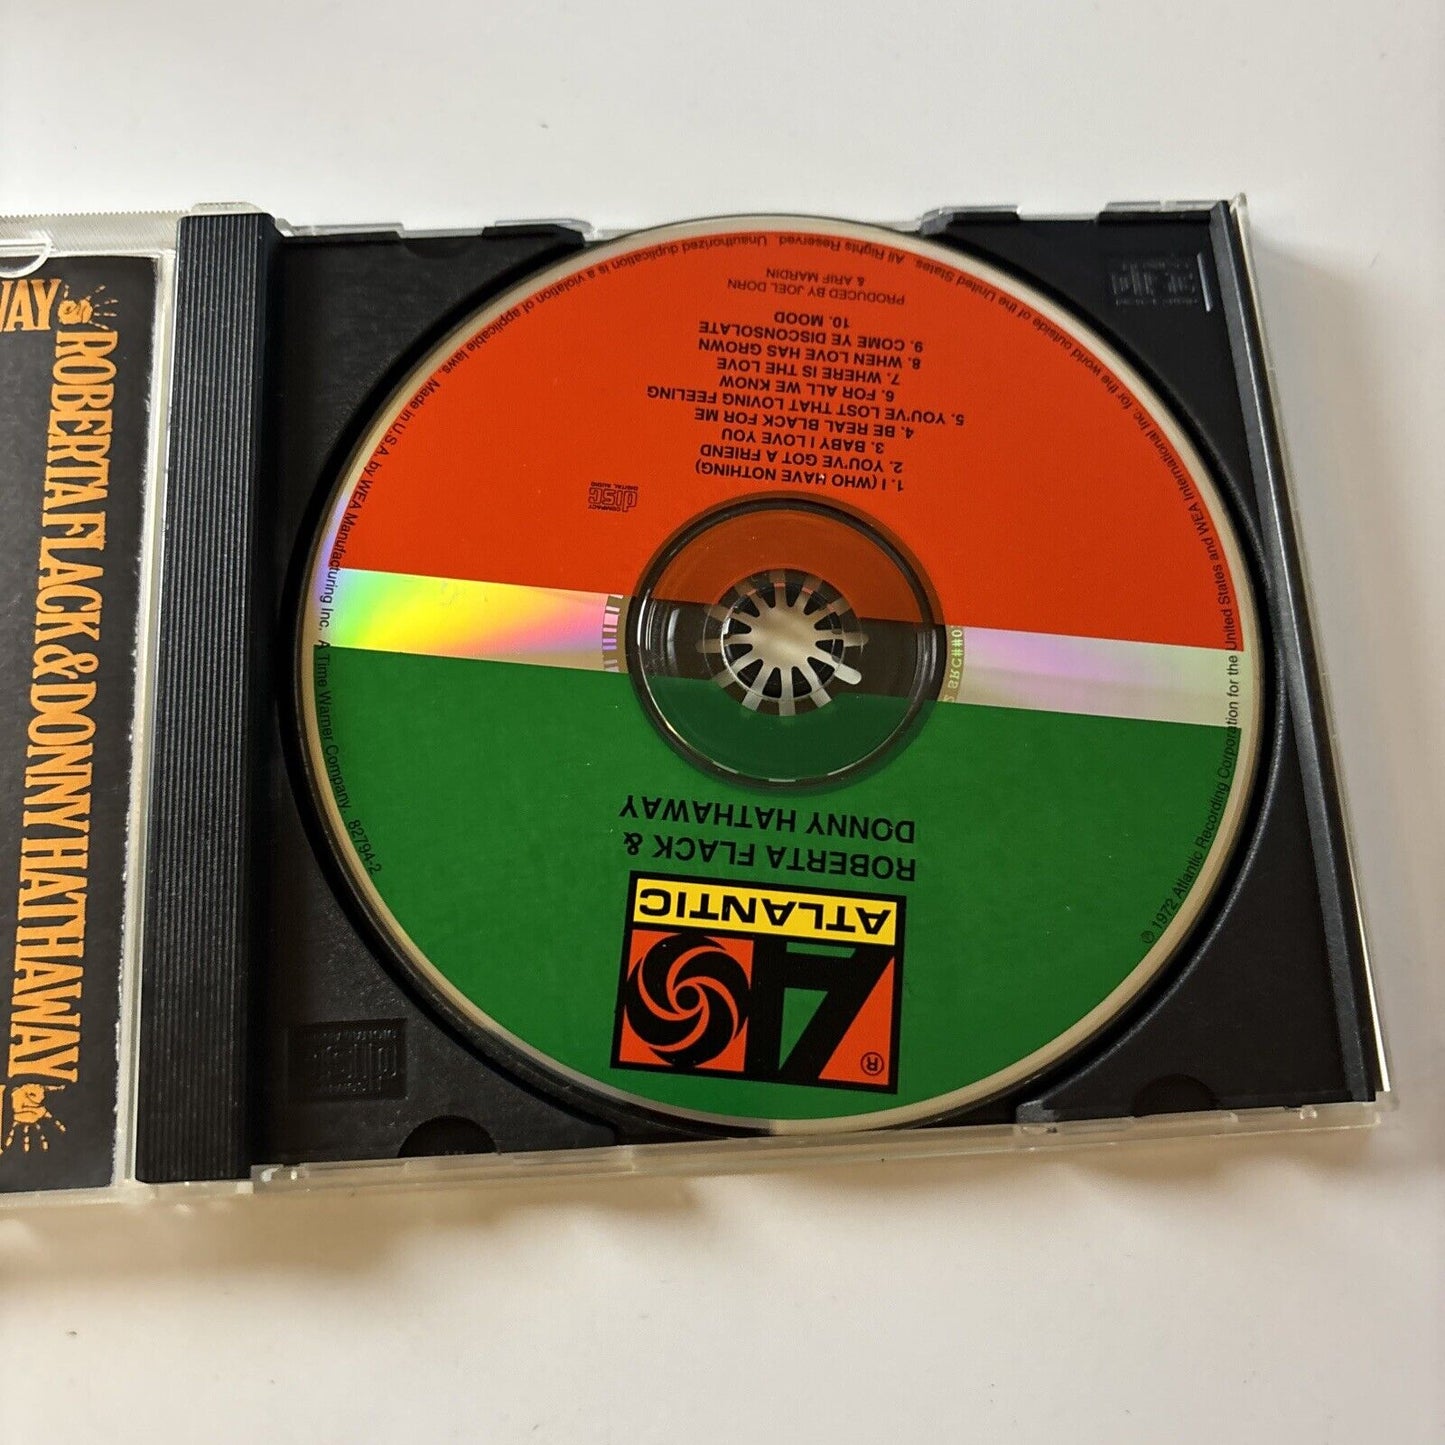 WAY
ROBERTA FLACK & DONNY HATHAWAY
ATLANTIC
®
ROBERTA FLACK &
DONNY HATHAWAY
COMPACT
disc
DIGITAL AUDIO
1. I (WHO HAVE NOTHING)
2. YOU'VE GOT A FRIEND
3. BABY I LOVE YOU
4. BE REAL BLACK FOR ME
5. YOU'VE LOST THAT LOVING FEELING
6. FOR ALL WE KNOW
7. WHERE IS THE LOVE
8. WHEN LOVE HAS GROWN
9. COME YE DISCONSOLATE
10. MOOD
PRODUCED BY JOEL DORN
& ARIF MARDIN
℗ 1972 Atlantic Recording Corporation for the United States and WEA International Inc. for the world outside of the United States. All Rights Reserved. Unauthorized duplication is a violation of applicable laws. Made in U.S.A. by WEA Manufacturing Inc. A Time Warner Company. 82794-2